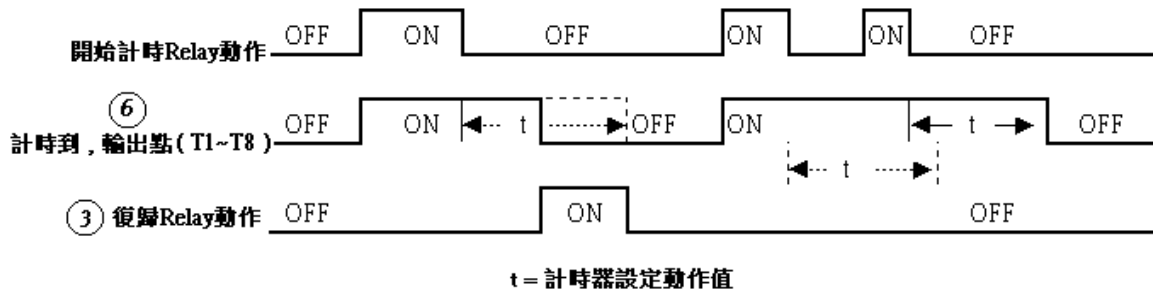 開始計時Relay動作 OFF ON OFF ON ON OFF
⑥
計時到，輸出點(T1~T8) OFF ON t OFF ON t OFF
t
③ 復歸Relay動作 OFF ON OFF
t = 計時器設定動作值